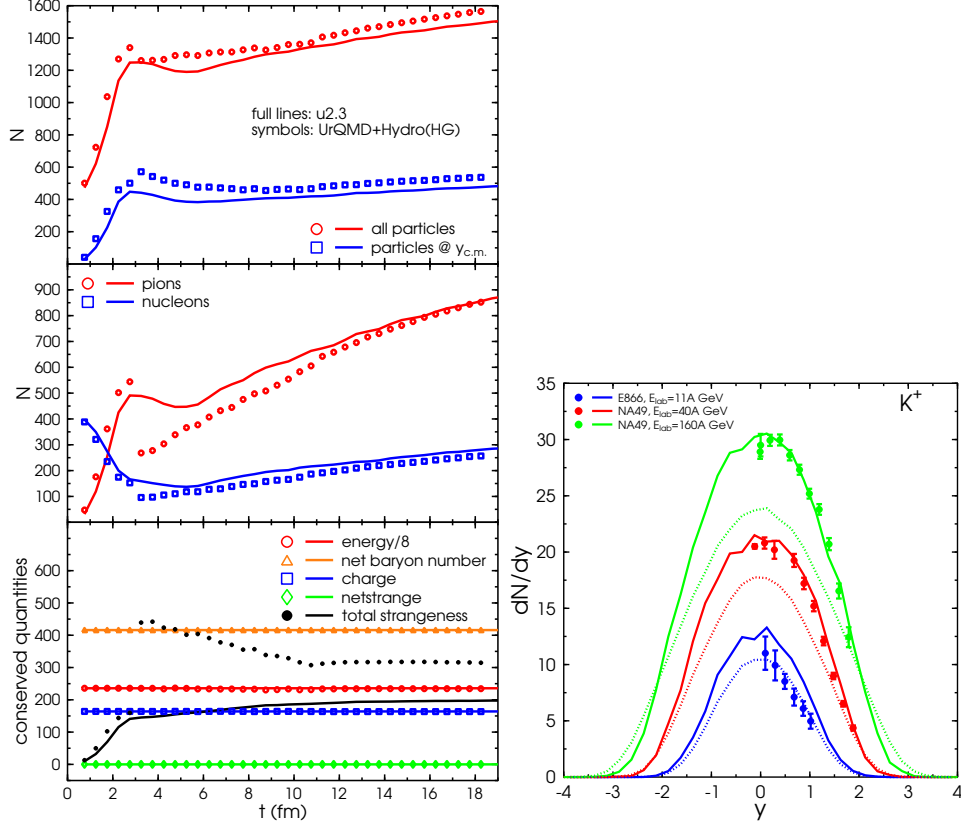 1600
1400
1200
1000
800
600
400
200
N
full lines: u2.3
symbols: UrQMD+Hydro(HG)
all particles
particles @ y_c.m.
900
800
700
600
500
400
300
200
100
N
pions
nucleons
600
500
400
300
200
100
0
conserved quantities
energy/8
net baryon number
charge
netstrange
total strangeness
0 2 4 6 8 10 12 14 16 18
t (fm)
35
30
25
20
15
10
5
0
dN/dy
E866, E_lab=11A GeV
NA49, E_lab=40A GeV
NA49, E_lab=160A GeV
K⁺
-4 -3 -2 -1 0 1 2 3 4
y